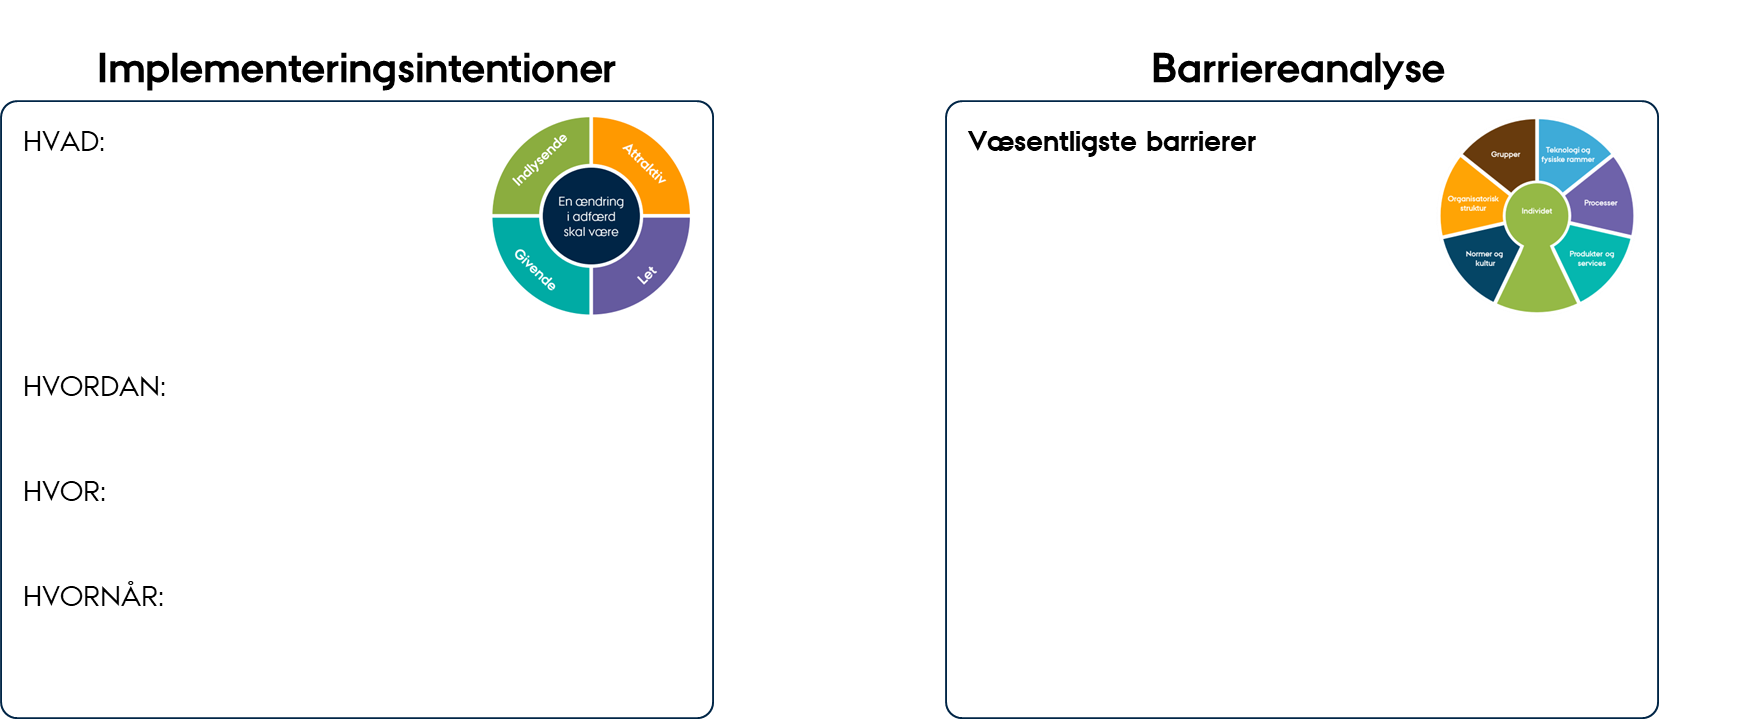 Implementeringsintentioner
HVAD:
Indlysende
Attraktiv
En ændring
i adfærd
skal være
Givende
Let
HVORDAN:
HVOR:
HVORNÅR:
Barriereanalyse
Væsentligste barrierer
Grupper
Teknologi og
fysiske rammer
Organisatorisk
struktur
Processer
Individet
Normer og
kultur
Produkter og
services